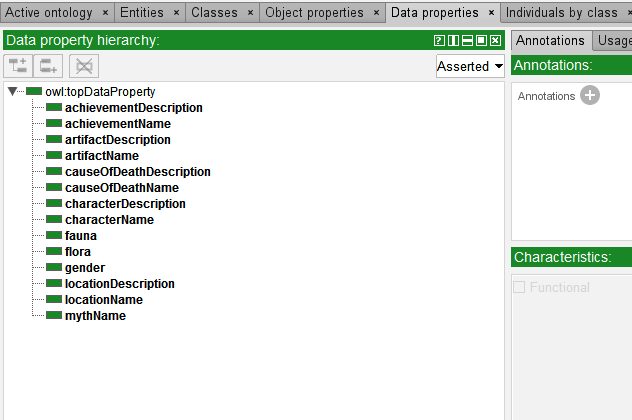 Active ontology × Entities × Classes × Object properties × Data properties × Individuals by class ×
Data property hierarchy:
Asserted
owl:topDataProperty
achievementDescription
achievementName
artifactDescription
artifactName
causeOfDeathDescription
causeOfDeathName
characterDescription
characterName
fauna
flora
gender
locationDescription
locationName
mythName
Annotations Usage
Annotations:
Annotations
Characteristics:
Functional